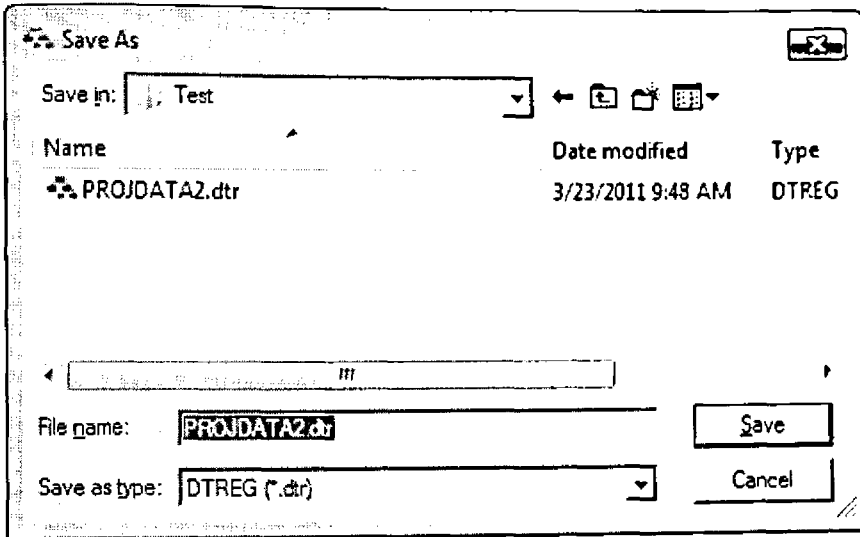 Save As
Save in: Test
Name Date modified Type
PROJDATA2.dtr 3/23/2011 9:48 AM DTREG
File name: PROJDATA2.dtr Save
Save as type: DTREG (*.dtr) Cancel